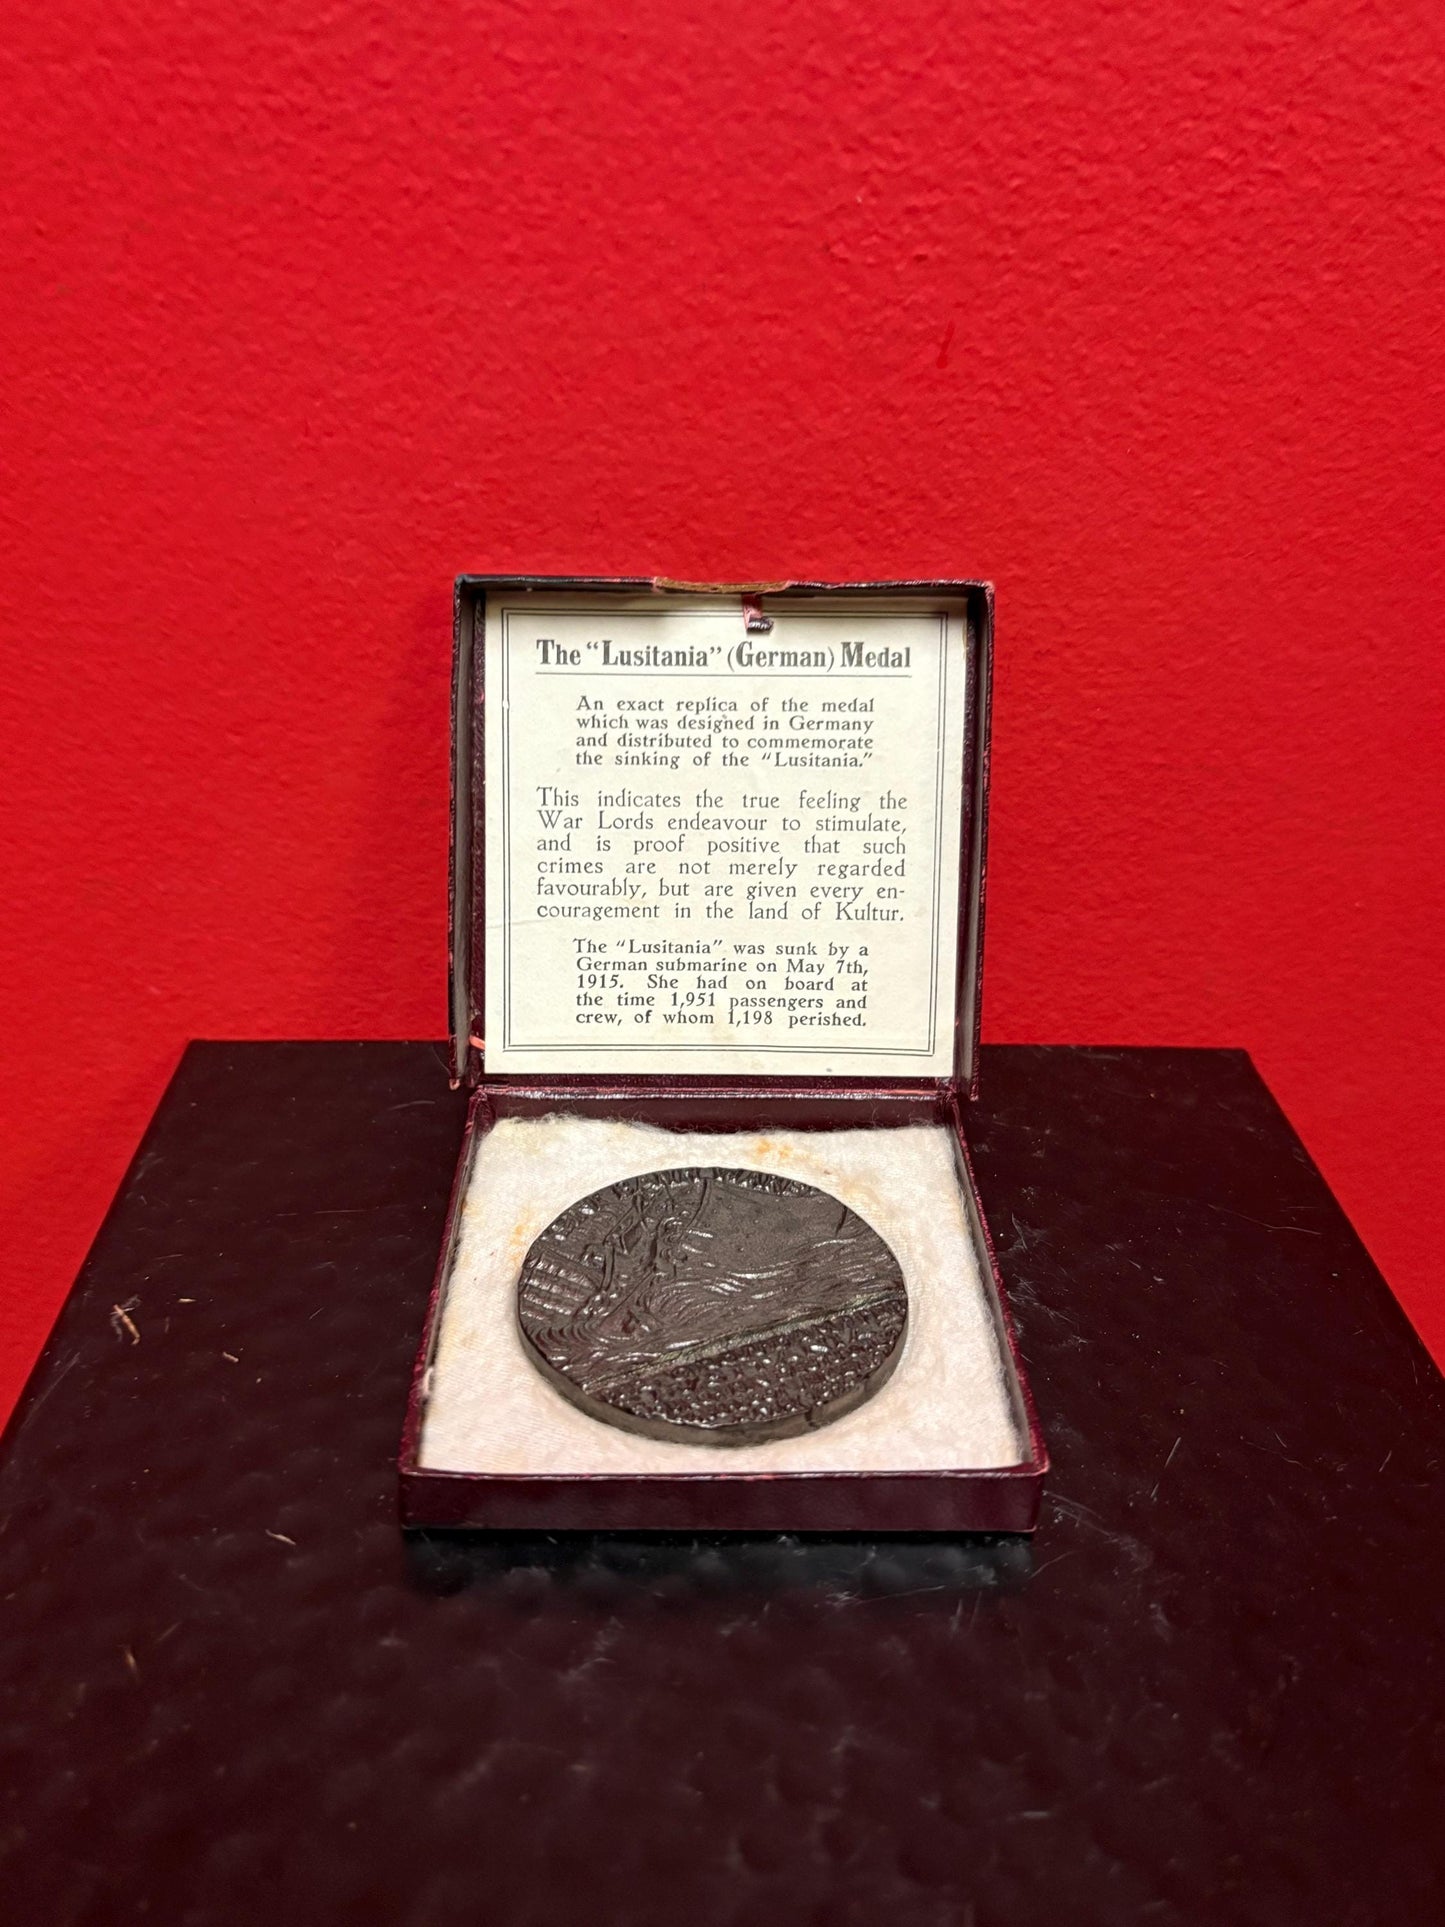 The "Lusitania" (German) Medal
An exact replica of the medal
which was designed in Germany
and distributed to commemorate
the sinking of the "Lusitania."
This indicates the true feeling the
War Lords endeavour to stimulate,
and is proof positive that such
crimes are not merely regarded
favourably, but are given every en-
couragement in the land of Kultur.
The "Lusitania" was sunk by a
German submarine on May 7th,
1915. She had on board at
the time 1,951 passengers and
crew, of whom 1,198 perished.